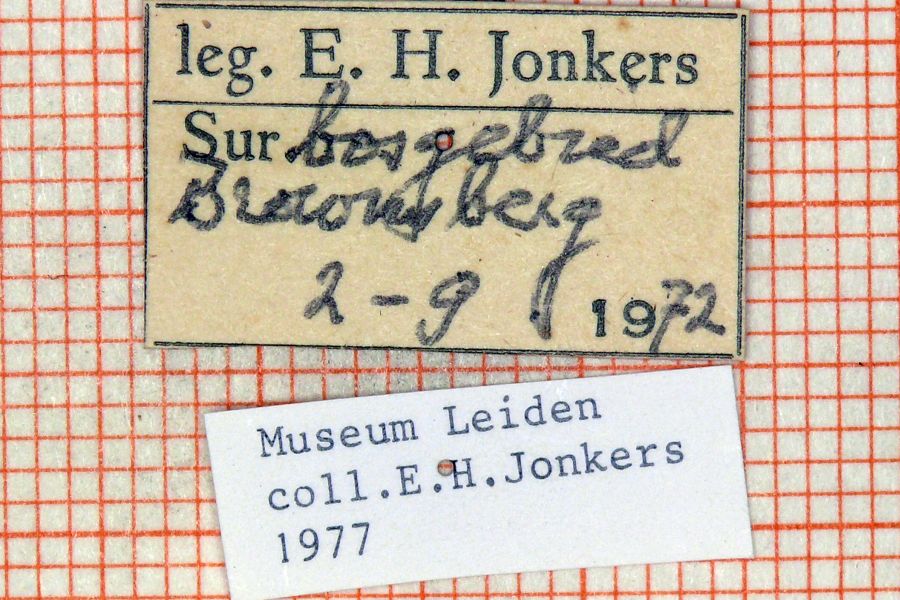 leg. E. H. Jonkers
Sur. bosgebied
Brownsberg
2-9 1972
Museum Leiden
coll.E.H.Jonkers
1977